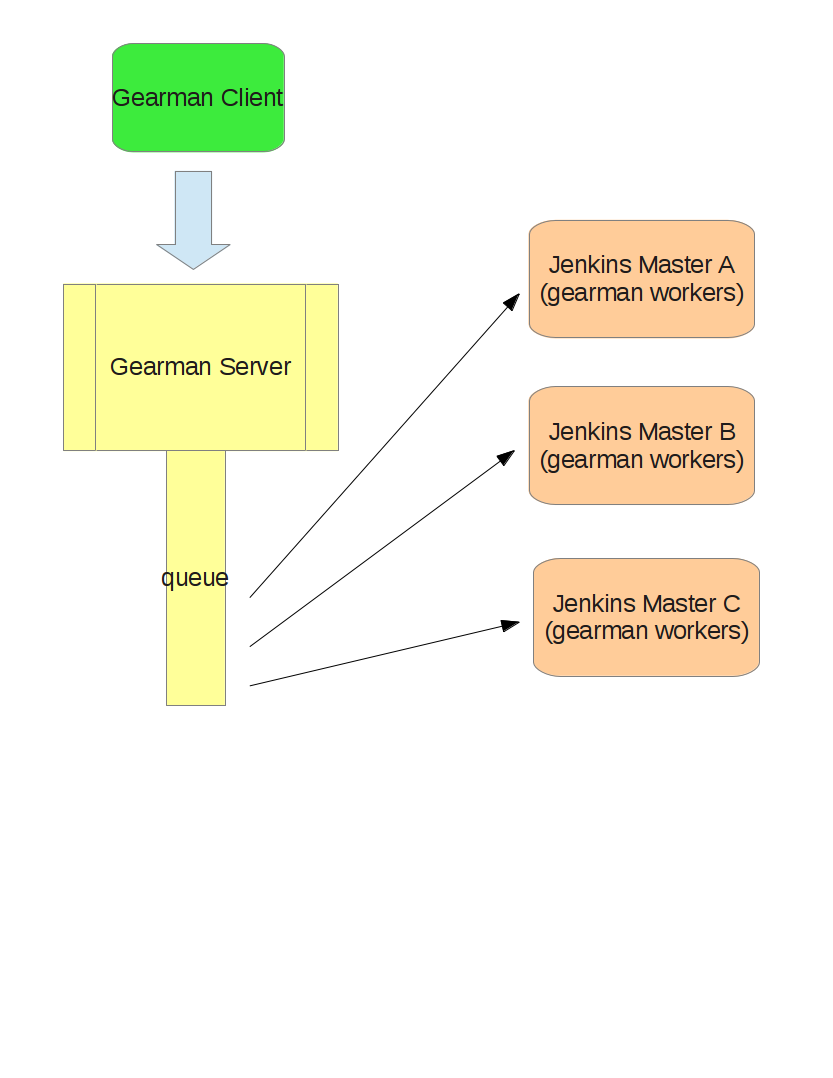 Gearman Client
Gearman Server
queue
Jenkins Master A
(gearman workers)
Jenkins Master B
(gearman workers)
Jenkins Master C
(gearman workers)